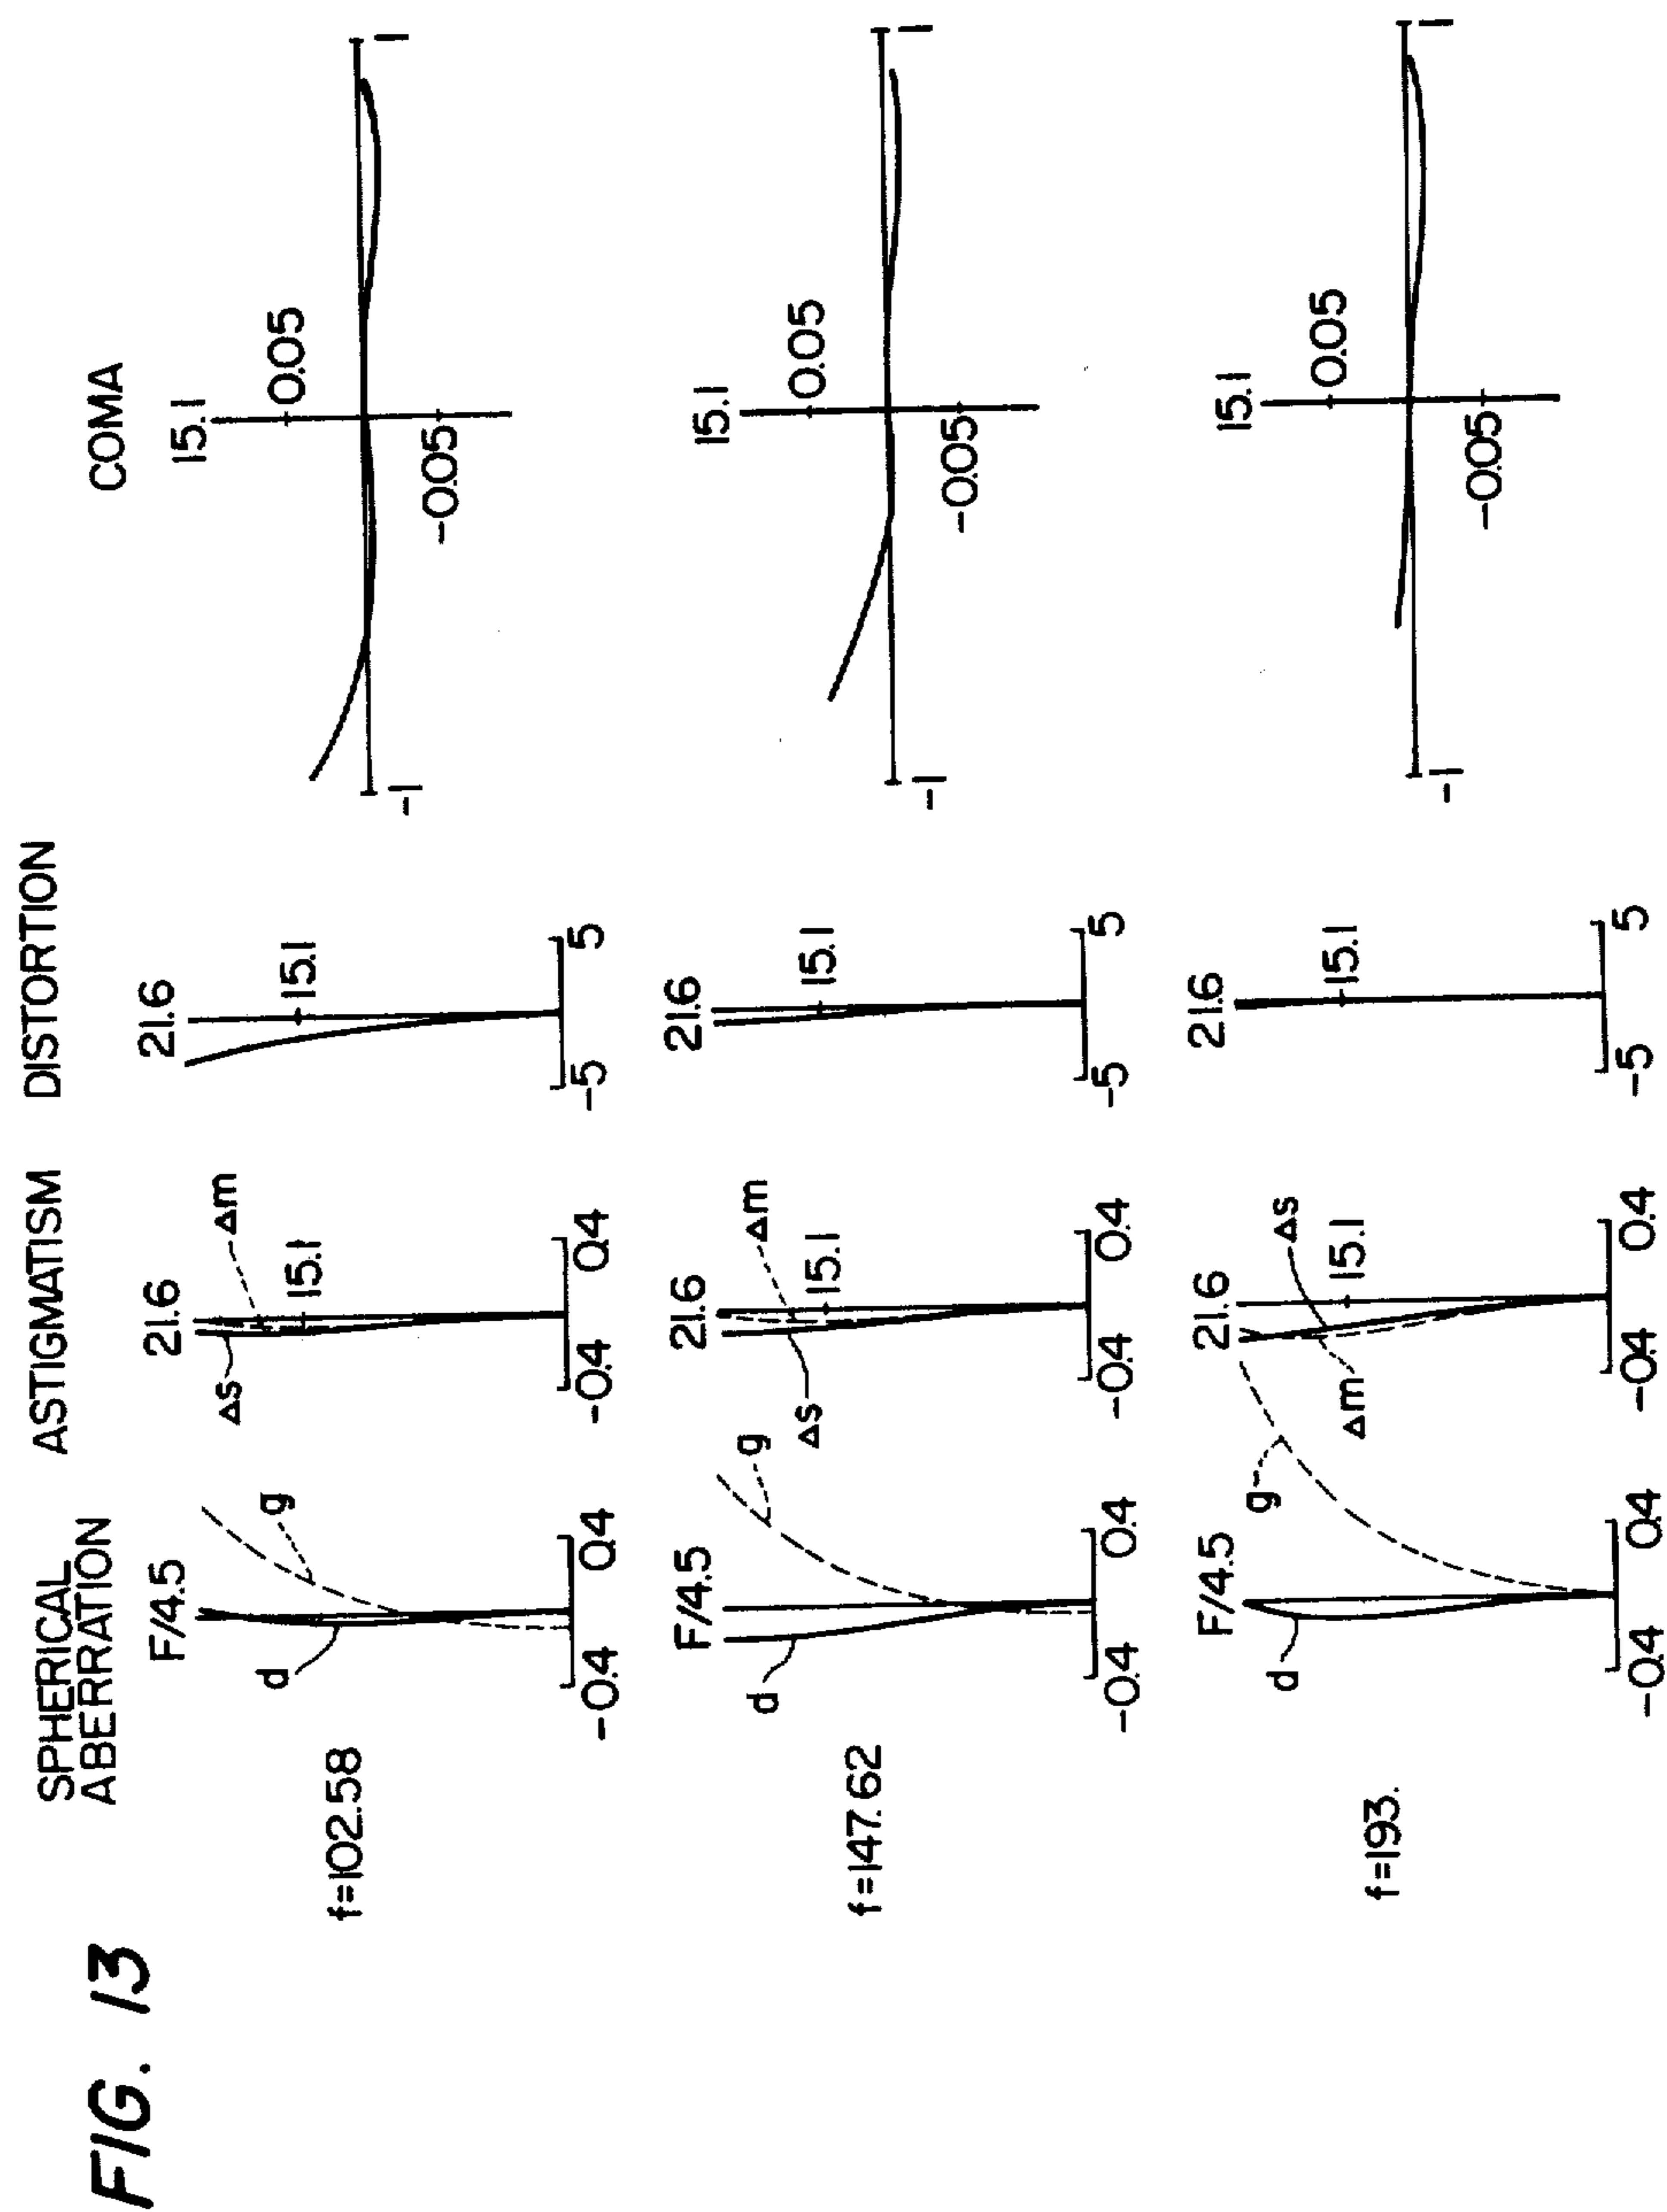 FIG. 13
SPHERICAL
ABERRATION
ASTIGMATISM
DISTORTION
COMA
f=102.58
F/4.5
d
g
-0.4
0.4
21.6
Δs
Δm
15.1
-0.4
0.4
21.6
15.1
-5
5
15.1
0.05
-0.05
-1
1
f=147.62
F/4.5
d
g
-0.4
0.4
21.6
Δs
Δm
15.1
-0.4
0.4
21.6
15.1
-5
5
15.1
0.05
-0.05
-1
1
f=193.
F/4.5
d
g
-0.4
0.4
21.6
Δm
Δs
15.1
-0.4
0.4
21.6
15.1
-5
5
15.1
0.05
-0.05
-1
1